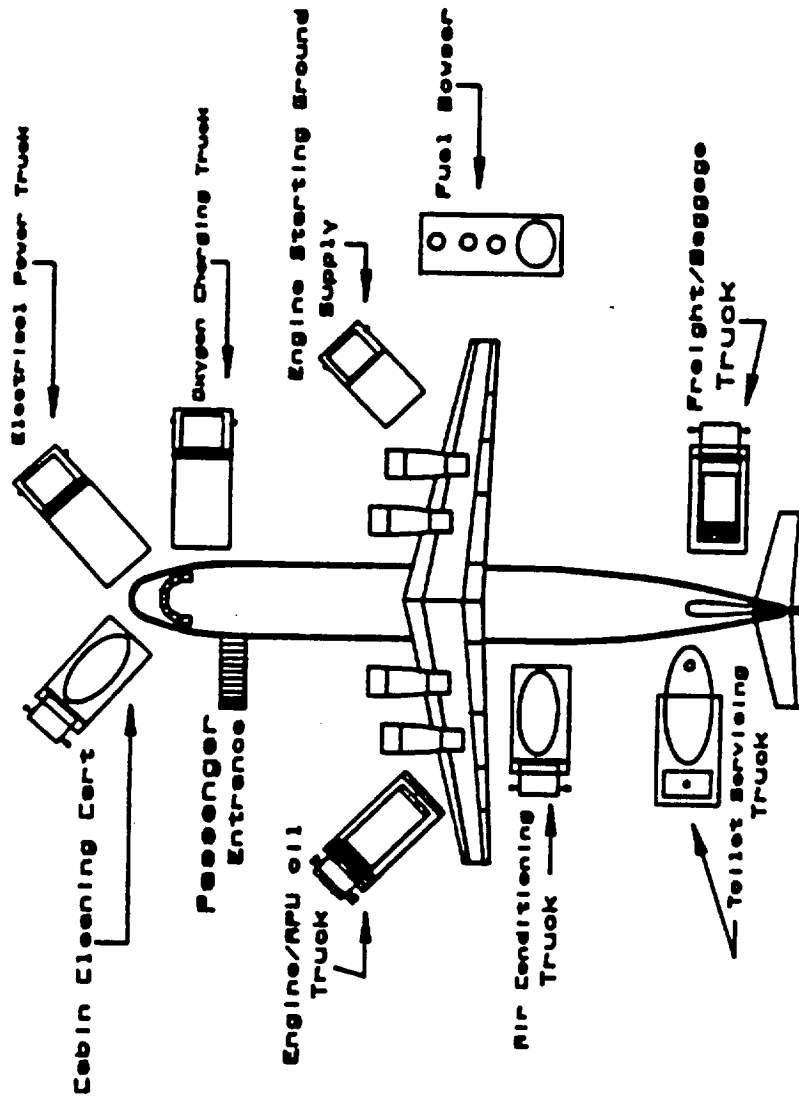 Electrical Power Truck
Oxygen Charging Truck
Engine Starting Ground
Supply
Fuel Bowser
Freight/Baggage
Truck
Cabin Cleaning Cart
Passenger
Entrance
Engine/APU oil
Truck
Air Conditioning
Truck
Toilet Servicing
Truck